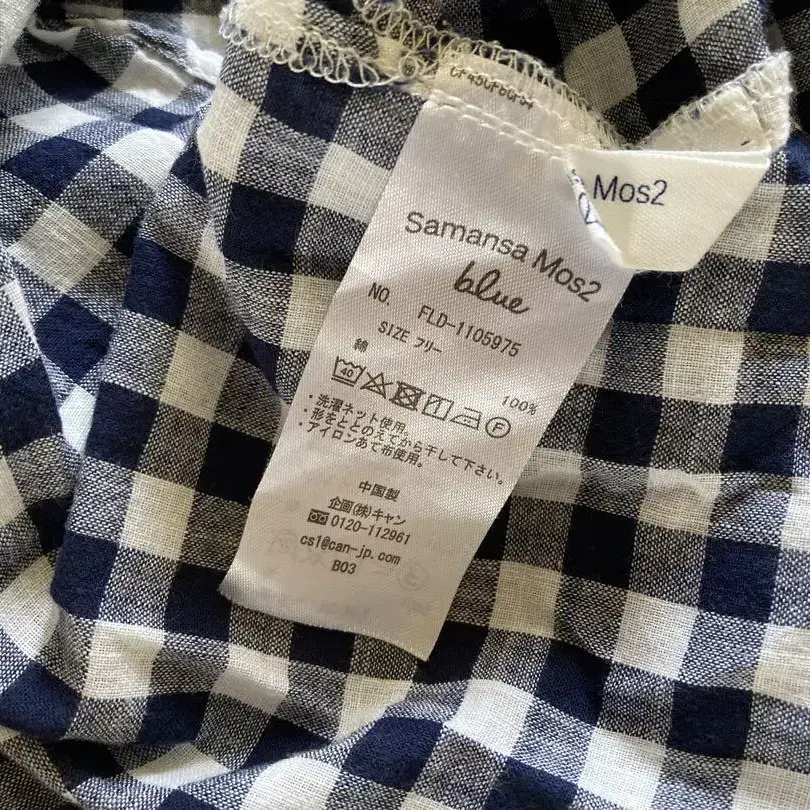 Mos2
Samansa Mos2
blue
NO. FLD-1105975
SIZE フリー
綿 100%
40
F
・洗濯ネット使用。
・形をととのえてから干して下さい。
・アイロンあて布使用。
中国製
企画(株)キャン
0120-112961
cs1@can-jp.com
B03